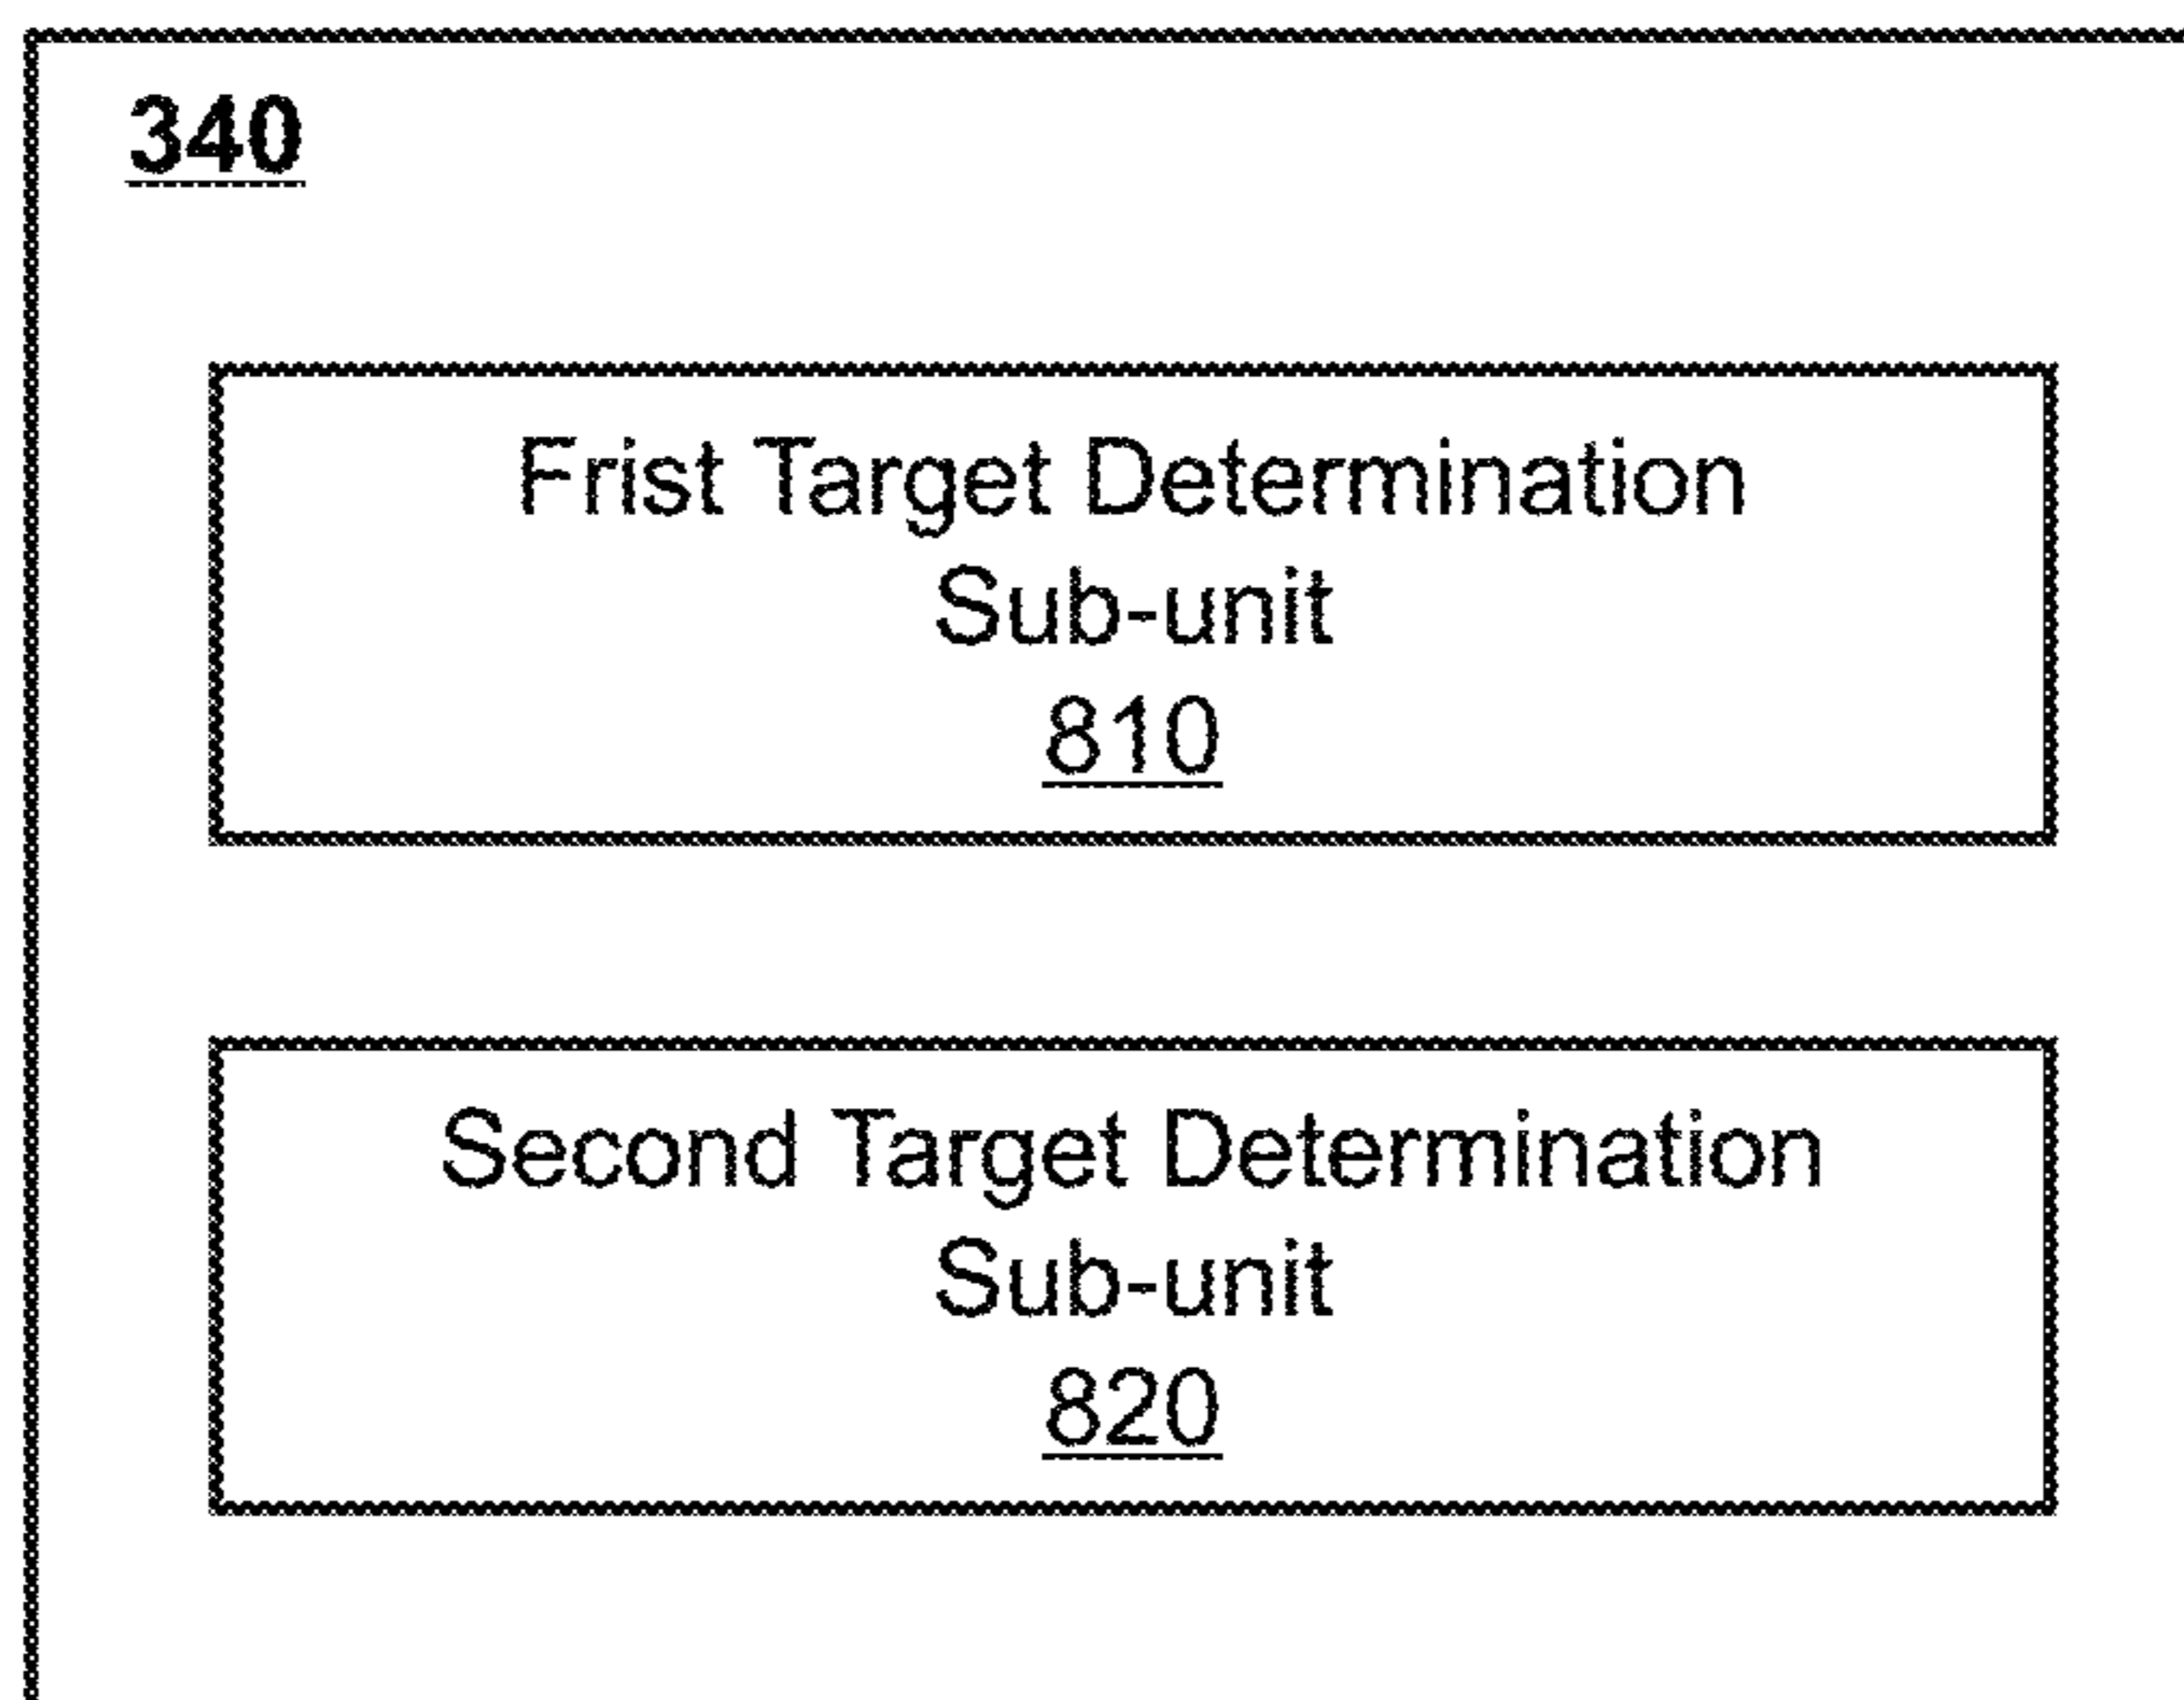 340
Frist Target Determination
Sub-unit
810
Second Target Determination
Sub-unit
820